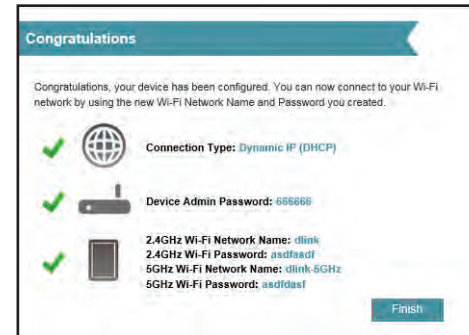 Congratulations
Congratulations, your device has been configured. You can now connect to your Wi-Fi
network by using the new Wi-Fi Network Name and Password you created.
Connection Type: Dynamic IP (DHCP)
Device Admin Password: 666666
2.4GHz Wi-Fi Network Name: dlink
2.4GHz Wi-Fi Password: asdfasdf
5GHz Wi-Fi Network Name: dlink-5GHz
5GHz Wi-Fi Password: asdfdasf
Finish